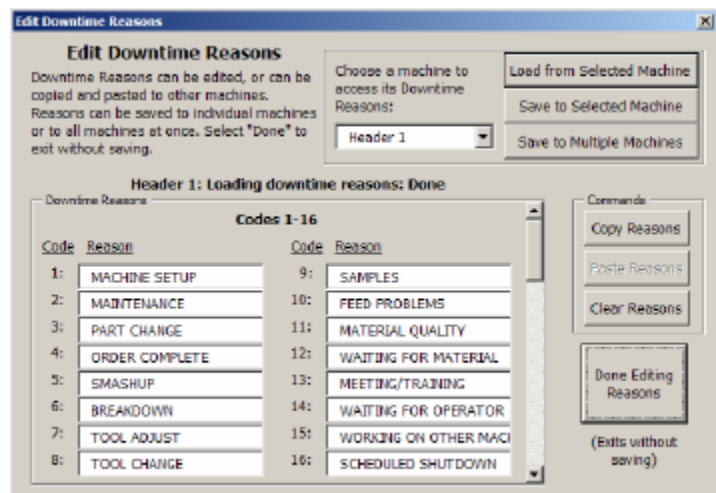 Edit Downtime Reasons
Edit Downtime Reasons
Downtime Reasons can be edited, or can be
copied and pasted to other machines.
Reasons can be saved to individual machines
or to all machines at once. Select "Done" to
exit without saving.
Choose a machine to
access its Downtime
Reasons:
Header 1
Load from Selected Machine
Save to Selected Machine
Save to Multiple Machines
Header 1: Loading downtime reasons: Done
Downtime Reasons
Codes 1-16
Code Reason
1: MACHINE SETUP
2: MAINTENANCE
3: PART CHANGE
4: ORDER COMPLETE
5: SMASHUP
6: BREAKDOWN
7: TOOL ADJUST
8: TOOL CHANGE
Code Reason
9: SAMPLES
10: FEED PROBLEMS
11: MATERIAL QUALITY
12: WAITING FOR MATERIAL
13: MEETING/TRAINING
14: WAITING FOR OPERATOR
15: WORKING ON OTHER MACI
16: SCHEDULED SHUTDOWN
Commands
Copy Reasons
Paste Reasons
Clear Reasons
Done Editing
Reasons
(Exits without
saving)